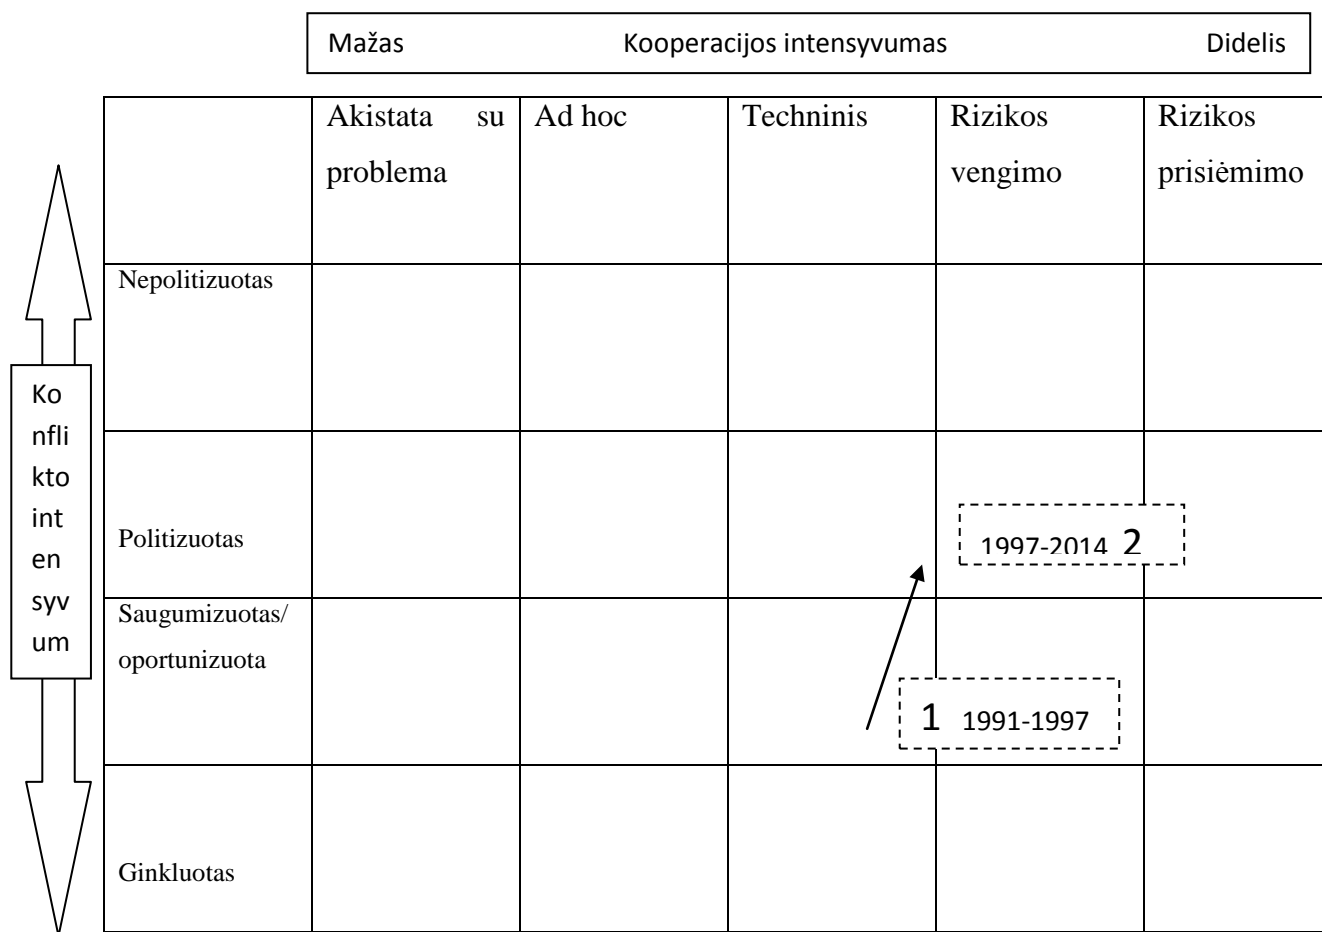 Mažas Kooperacijos intensyvumas Didelis
Akistata su Ad hoc Techninis Rizikos Rizikos
problema vengimo prisiėmimo
Nepolitizuotas
Ko
nfli
kto
int
en
syv
um
Politizuotas
1997-2014 2
Saugumizuotas/
oportunizuota
1 1991-1997
Ginkluotas